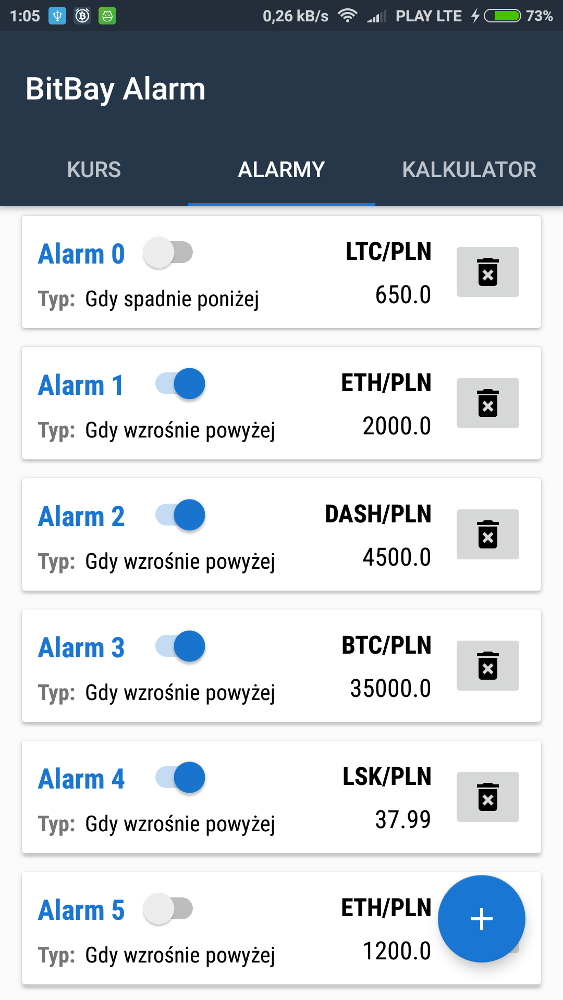 1:05 0,26 kB/s PLAY LTE 73%
BitBay Alarm
KURS ALARMY KALKULATOR
Alarm 0 LTC/PLN
Typ: Gdy spadnie poniżej 650.0
Alarm 1 ETH/PLN
Typ: Gdy wzrośnie powyżej 2000.0
Alarm 2 DASH/PLN
Typ: Gdy wzrośnie powyżej 4500.0
Alarm 3 BTC/PLN
Typ: Gdy wzrośnie powyżej 35000.0
Alarm 4 LSK/PLN
Typ: Gdy wzrośnie powyżej 37.99
Alarm 5 ETH/PLN
Typ: Gdy wzrośnie powyżej 1200.0